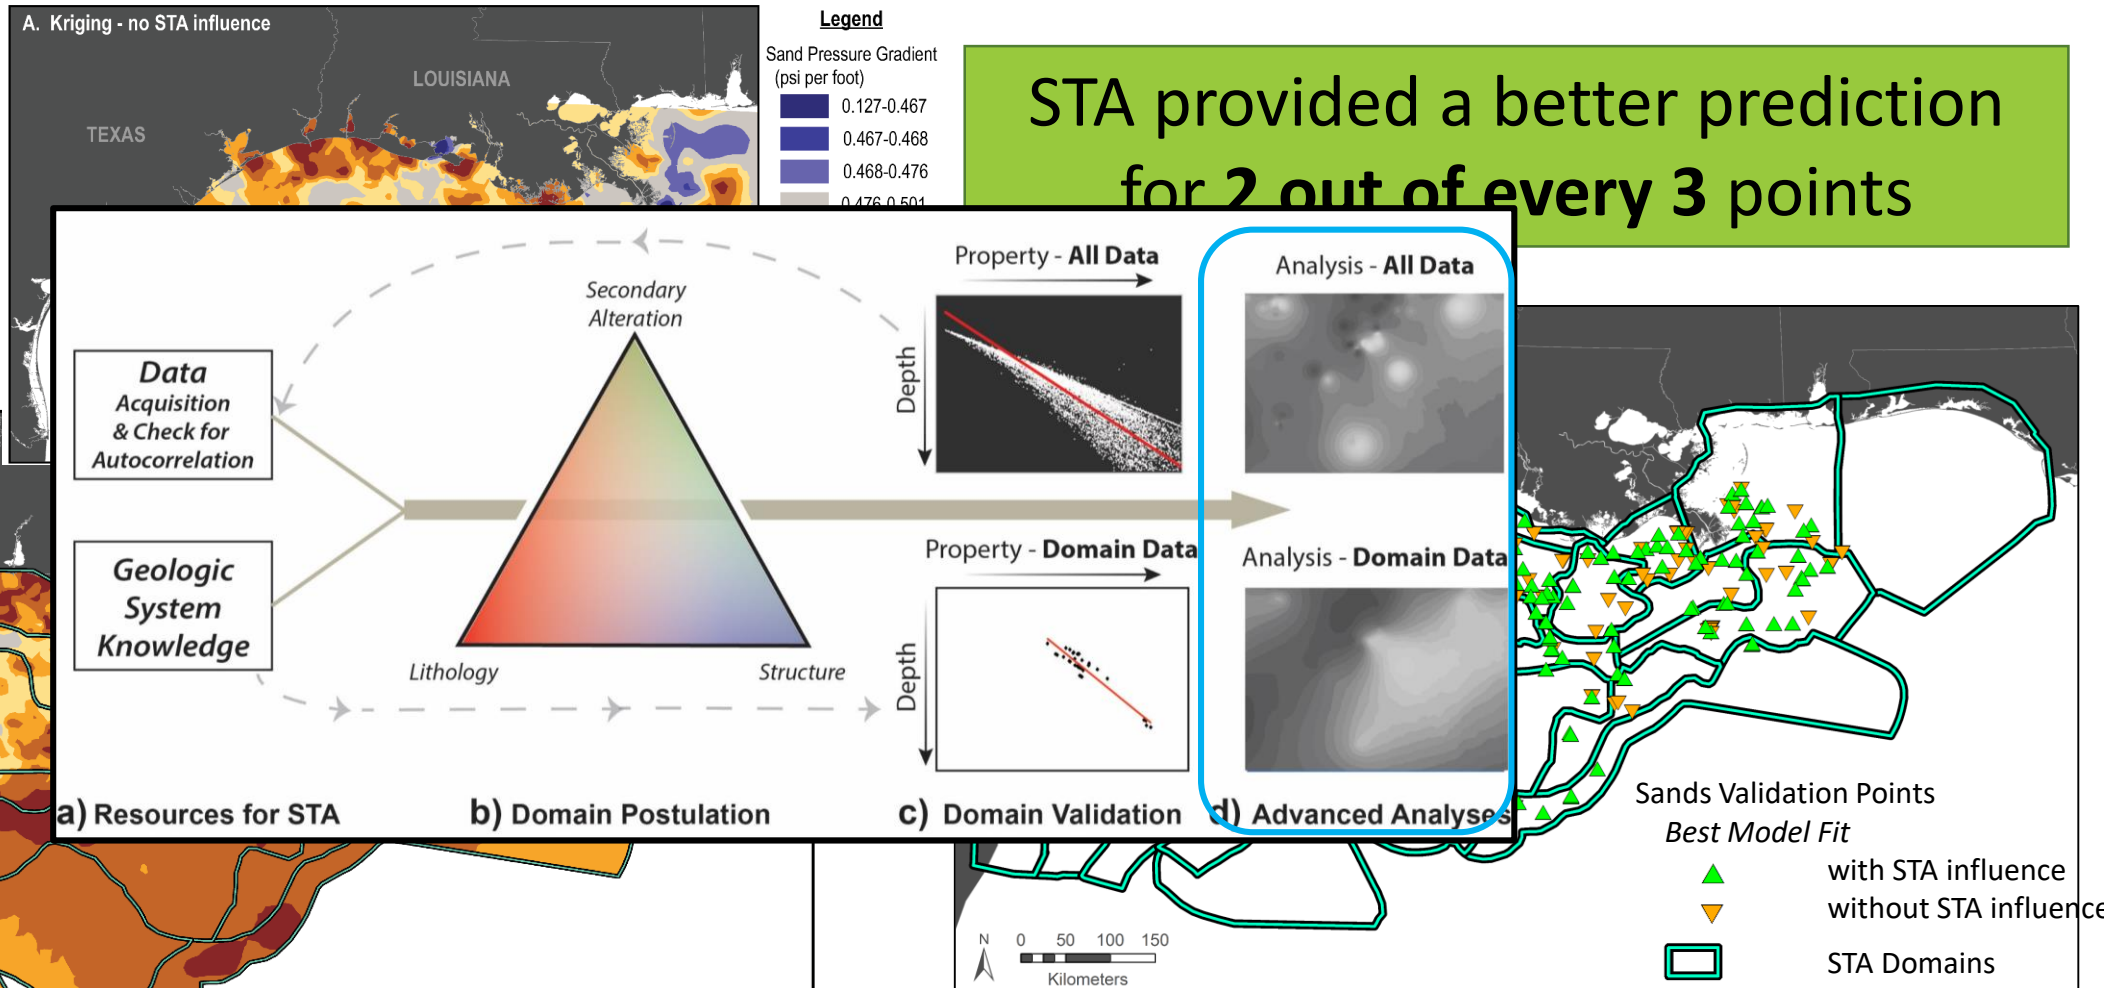 A. Kriging - no STA influence
LOUISIANA
TEXAS
Legend
Sand Pressure Gradient
(psi per foot)
0.127-0.467
0.467-0.468
0.468-0.476
0.476-0.501
STA provided a better prediction
for 2 out of every 3 points
Data
Acquisition
& Check for
Autocorrelation
Geologic
System
Knowledge
Secondary
Alteration
Lithology
Structure
Property - All Data
Depth
Property - Domain Data
Depth
Analysis - All Data
Analysis - Domain Data
a) Resources for STA
b) Domain Postulation
c) Domain Validation
d) Advanced Analyses
Sands Validation Points
Best Model Fit
with STA influence
without STA influence
STA Domains
N
0 50 100 150
Kilometers